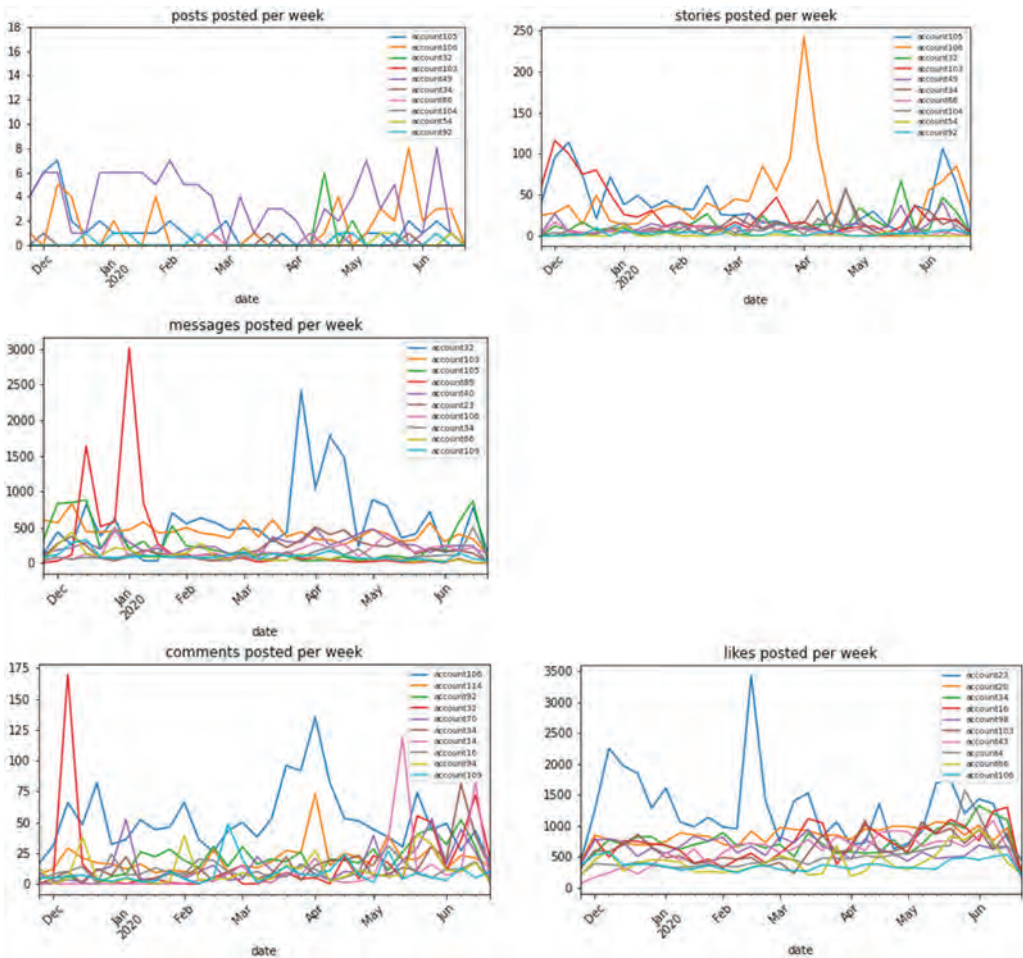 posts posted per week
18
16
14
12
10
8
6
4
2
0
account105
account106
account32
account103
account49
account34
account66
account104
account54
account92
Dec
Jan
2020
Feb
Mar
Apr
May
Jun
date
stories posted per week
250
200
150
100
50
0
account105
account106
account32
account103
account49
account34
account66
account104
account54
account92
Dec
Jan
2020
Feb
Mar
Apr
May
Jun
date
messages posted per week
3000
2500
2000
1500
1000
500
0
account32
account103
account105
account89
account40
account23
account106
account34
account66
account109
Dec
Jan
2020
Feb
Mar
Apr
May
Jun
date
comments posted per week
175
150
125
100
75
50
25
0
account106
account114
account92
account32
account70
account34
account14
account16
account94
account109
Dec
Jan
2020
Feb
Mar
Apr
May
Jun
date
likes posted per week
3500
3000
2500
2000
1500
1000
500
0
account23
account20
account34
account16
account98
account103
account43
account4
account66
account106
Dec
Jan
2020
Feb
Mar
Apr
May
Jun
date